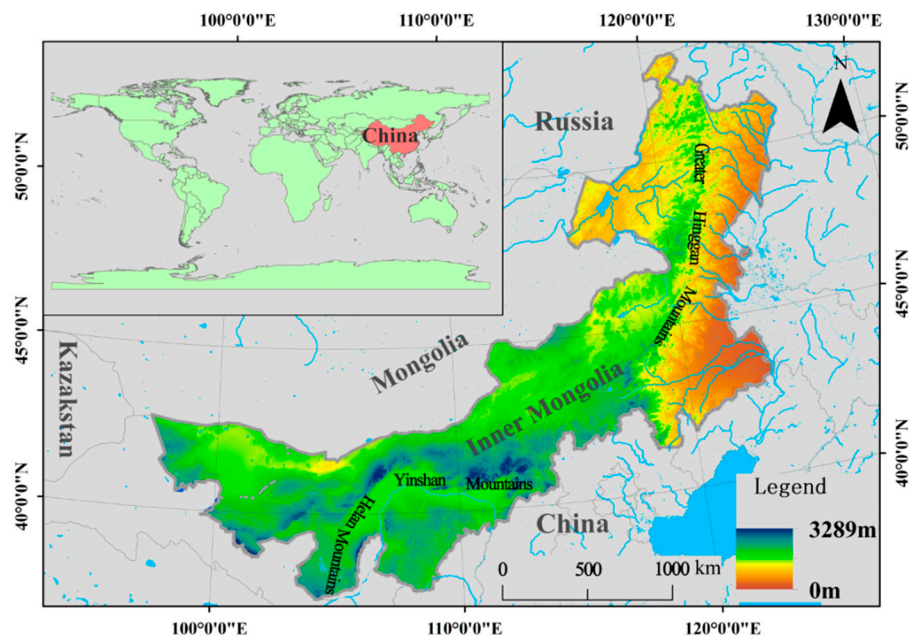 100°0'0"E
110°0'0"E
120°0'0"E
130°0'0"E
N
50°0'0"N
45°0'0"N
40°0'0"N
50°0'0"N
45°0'0"N
40°0'0"N
China
Russia
Greater
Hinggan
Mountains
Kazakstan
Mongolia
Inner Mongolia
Yinshan
Mountains
Helan Mountains
China
Legend
3289m
0m
0
500
1000 km
100°0'0"E
110°0'0"E
120°0'0"E